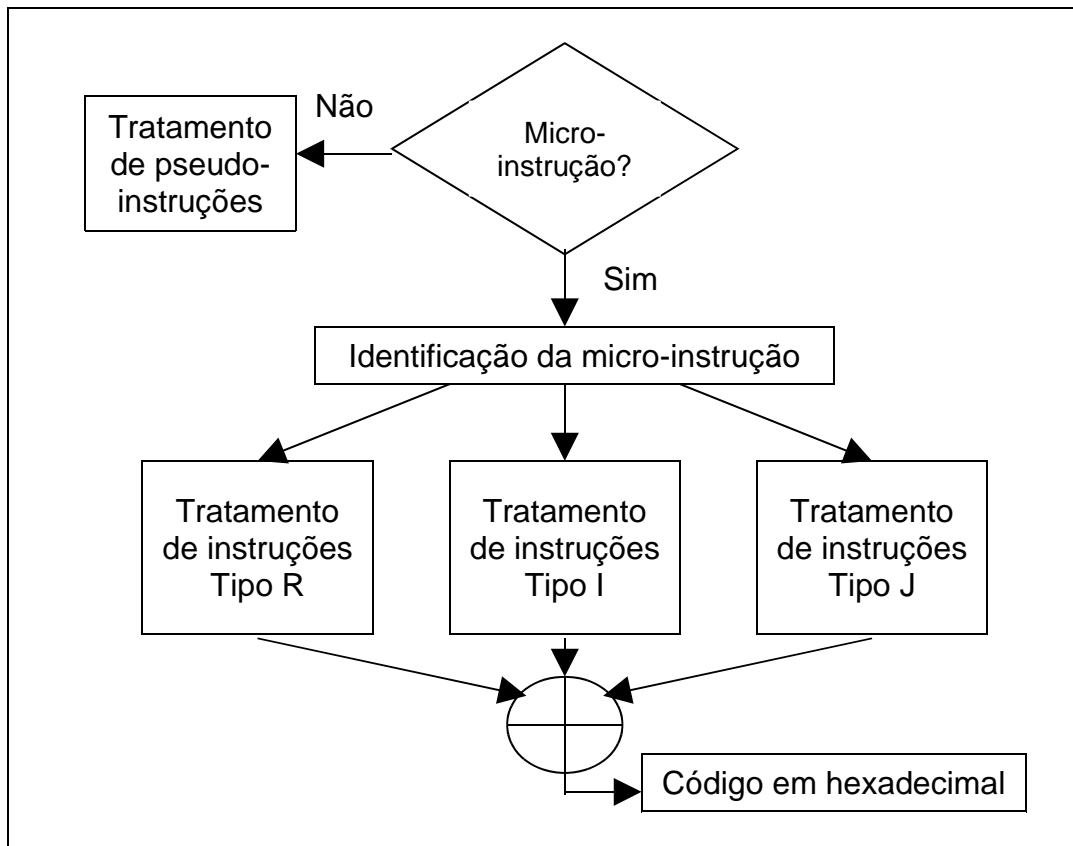 Não
Tratamento
de pseudo-
instruções
Micro-
instrução?
Sim
Identificação da micro-instrução
Tratamento
de instruções
Tipo R
Tratamento
de instruções
Tipo I
Tratamento
de instruções
Tipo J
Código em hexadecimal